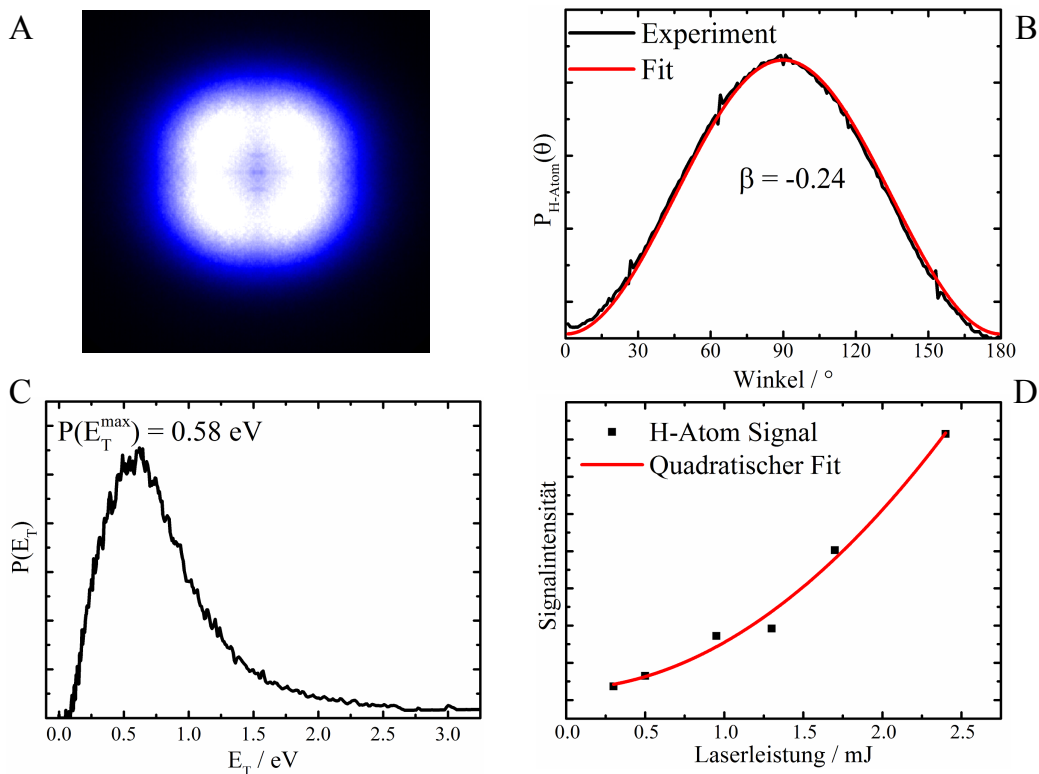 A
B
Experiment
Fit
β = -0.24
P_H-Atom(θ)
0 30 60 90 120 150 180
Winkel / °
C
P(E_T^max) = 0.58 eV
P(E_T)
0.0 0.5 1.0 1.5 2.0 2.5 3.0
E_T / eV
D
H-Atom Signal
Quadratischer Fit
Signalintensität
0.0 0.5 1.0 1.5 2.0 2.5
Laserleistung / mJ